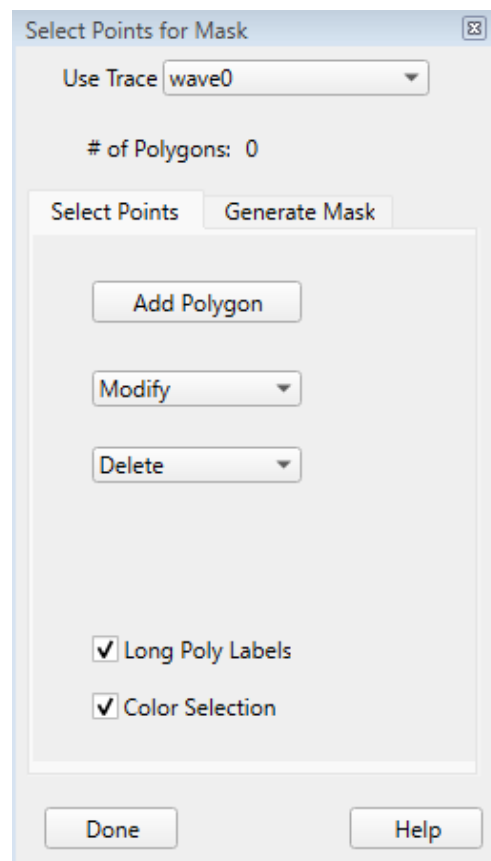 Select Points for Mask
Use Trace wave0
# of Polygons: 0
Select Points Generate Mask
Add Polygon
Modify
Delete
Long Poly Labels
Color Selection
Done Help